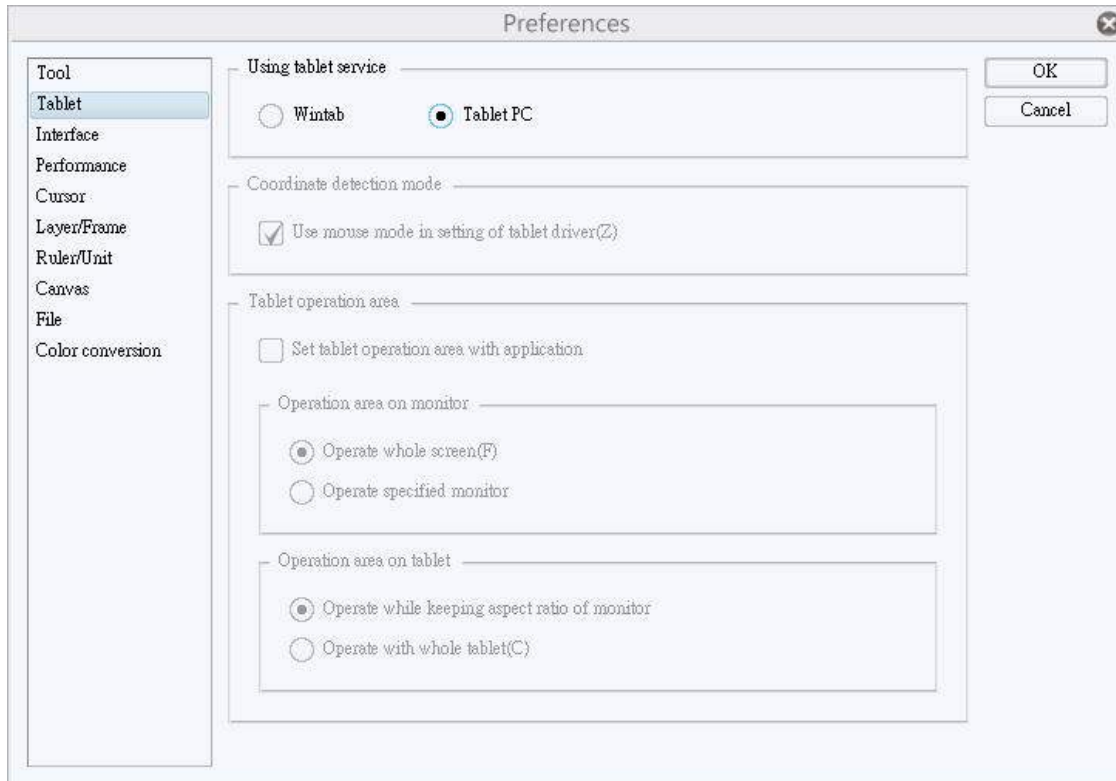 Preferences
Tool
Tablet
Interface
Performance
Cursor
Layer/Frame
Ruler/Unit
Canvas
File
Color conversion
Using tablet service
Wintab Tablet PC
Coordinate detection mode
Use mouse mode in setting of tablet driver(Z)
Tablet operation area
Set tablet operation area with application
Operation area on monitor
Operate whole screen(F)
Operate specified monitor
Operation area on tablet
Operate while keeping aspect ratio of monitor
Operate with whole tablet(C)
OK
Cancel